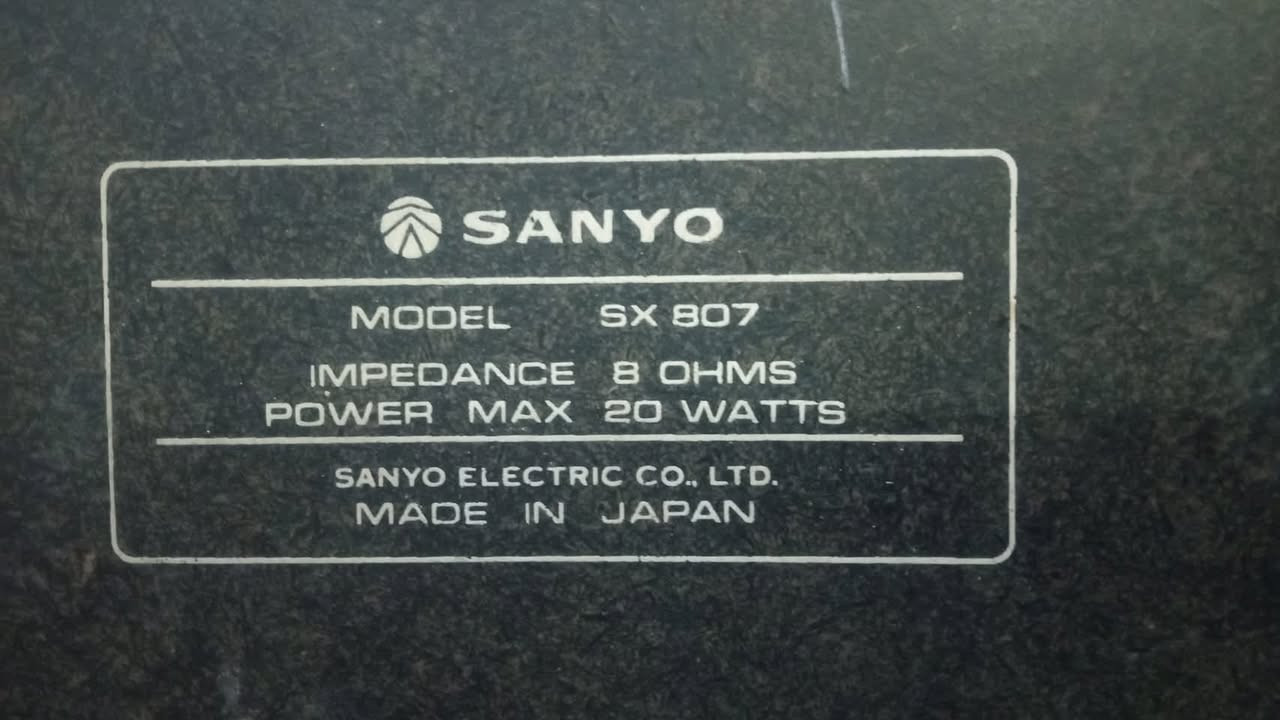 SANYO
MODEL SX 807
IMPEDANCE 8 OHMS
POWER MAX 20 WATTS
SANYO ELECTRIC CO., LTD.
MADE IN JAPAN